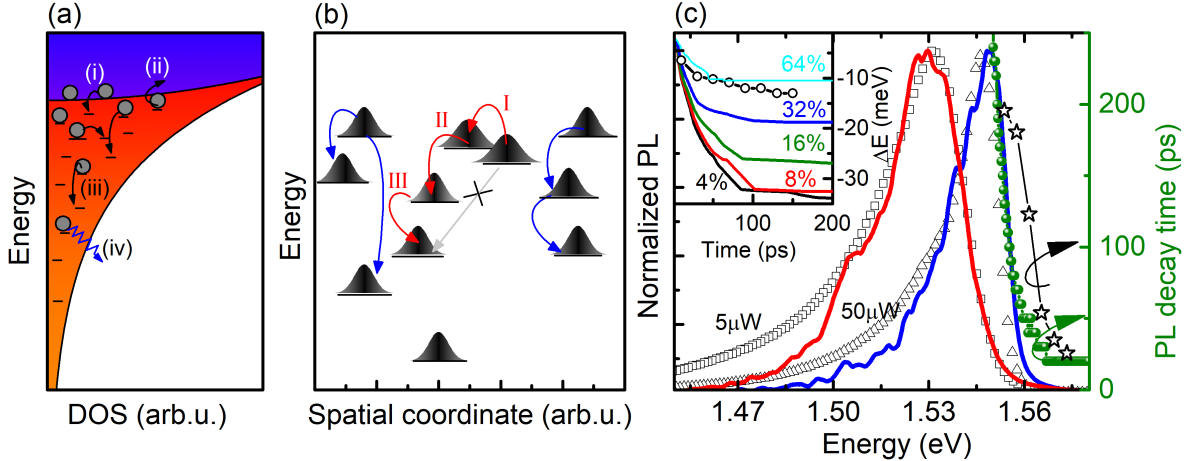 (a)
(i)
(ii)
(iii)
(iv)
Energy
DOS (arb.u.)
(b)
I
II
III
Energy
Spatial coordinate (arb.u.)
(c)
64%
32%
16%
8%
4%
-10
-20
-30
ΔE (meV)
100
200
Time (ps)
5µW
50µW
Normalized PL
1.47
1.50
1.53
1.56
Energy (eV)
200
100
0
PL decay time (ps)